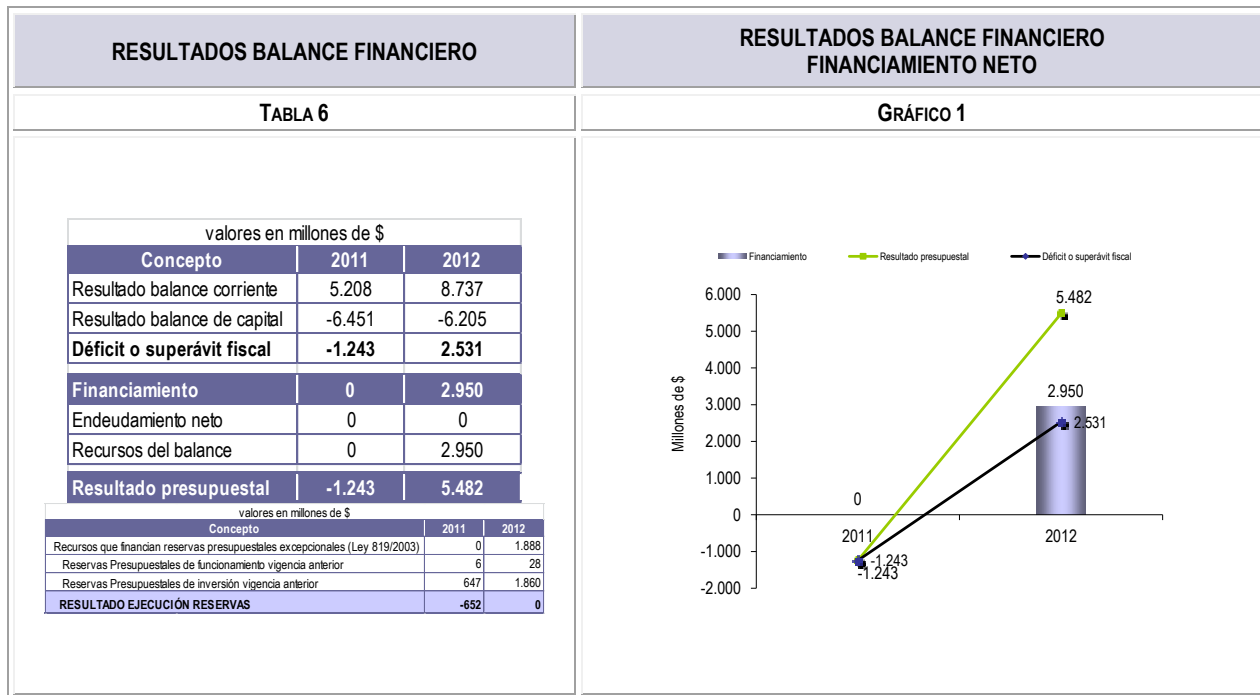 RESULTADOS BALANCE FINANCIERO
TABLA 6
valores en millones de $
Concepto 2011 2012
Resultado balance corriente 5.208 8.737
Resultado balance de capital -6.451 -6.205
Déficit o superávit fiscal -1.243 2.531
Financiamiento 0 2.950
Endeudamiento neto 0 0
Recursos del balance 0 2.950
Resultado presupuestal -1.243 5.482
valores en millones de $
Concepto 2011 2012
Recursos que financian reservas presupuestales excepcionales (Ley 819/2003) 0 1.888
Reservas Presupuestales de funcionamiento vigencia anterior 6 28
Reservas Presupuestales de inversión vigencia anterior 647 1.860
RESULTADO EJECUCIÓN RESERVAS -652 0
RESULTADOS BALANCE FINANCIERO
FINANCIAMIENTO NETO
GRÁFICO 1
Financiamiento Resultado presupuestal Déficit o superávit fiscal
Millones de $
6.000
5.000
4.000
3.000
2.000
1.000
0
-1.000
-2.000
5.482
2.950
2.531
0
2011 2012
-1.243
-1.243